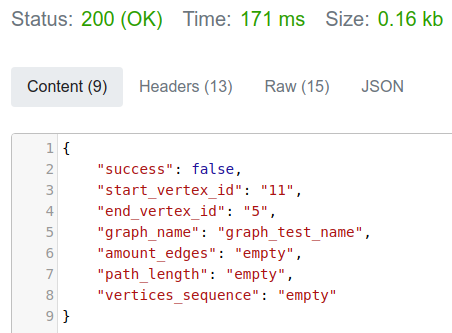 Status: 200 (OK) Time: 171 ms Size: 0.16 kb
Content (9) Headers (13) Raw (15) JSON
1 {
2 "success": false,
3 "start_vertex_id": "11",
4 "end_vertex_id": "5",
5 "graph_name": "graph_test_name",
6 "amount_edges": "empty",
7 "path_length": "empty",
8 "vertices_sequence": "empty"
9 }